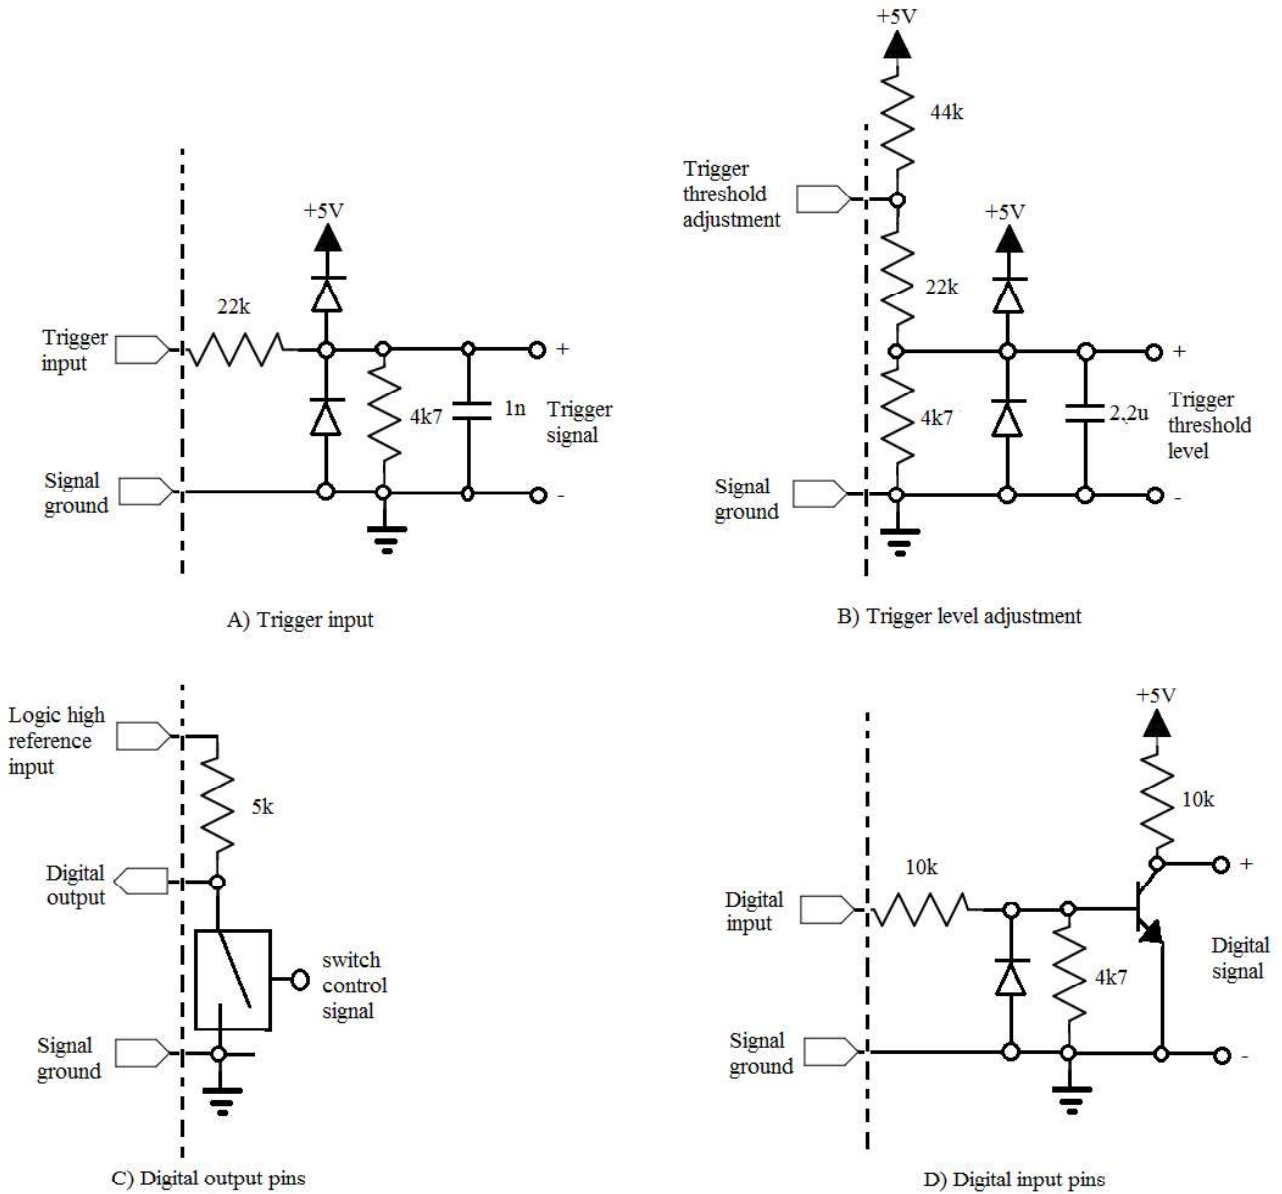 +5V
22k
Trigger
input
+
4k7
1n
Trigger
signal
Signal
ground
-
A) Trigger input
+5V
44k
Trigger
threshold
adjustment
+5V
22k
+
4k7
2,2u
Trigger
threshold
level
Signal
ground
-
B) Trigger level adjustment
Logic high
reference
input
5k
Digital
output
switch
control
signal
Signal
ground
C) Digital output pins
+5V
10k
+
10k
Digital
input
Digital
signal
4k7
Signal
ground
-
D) Digital input pins